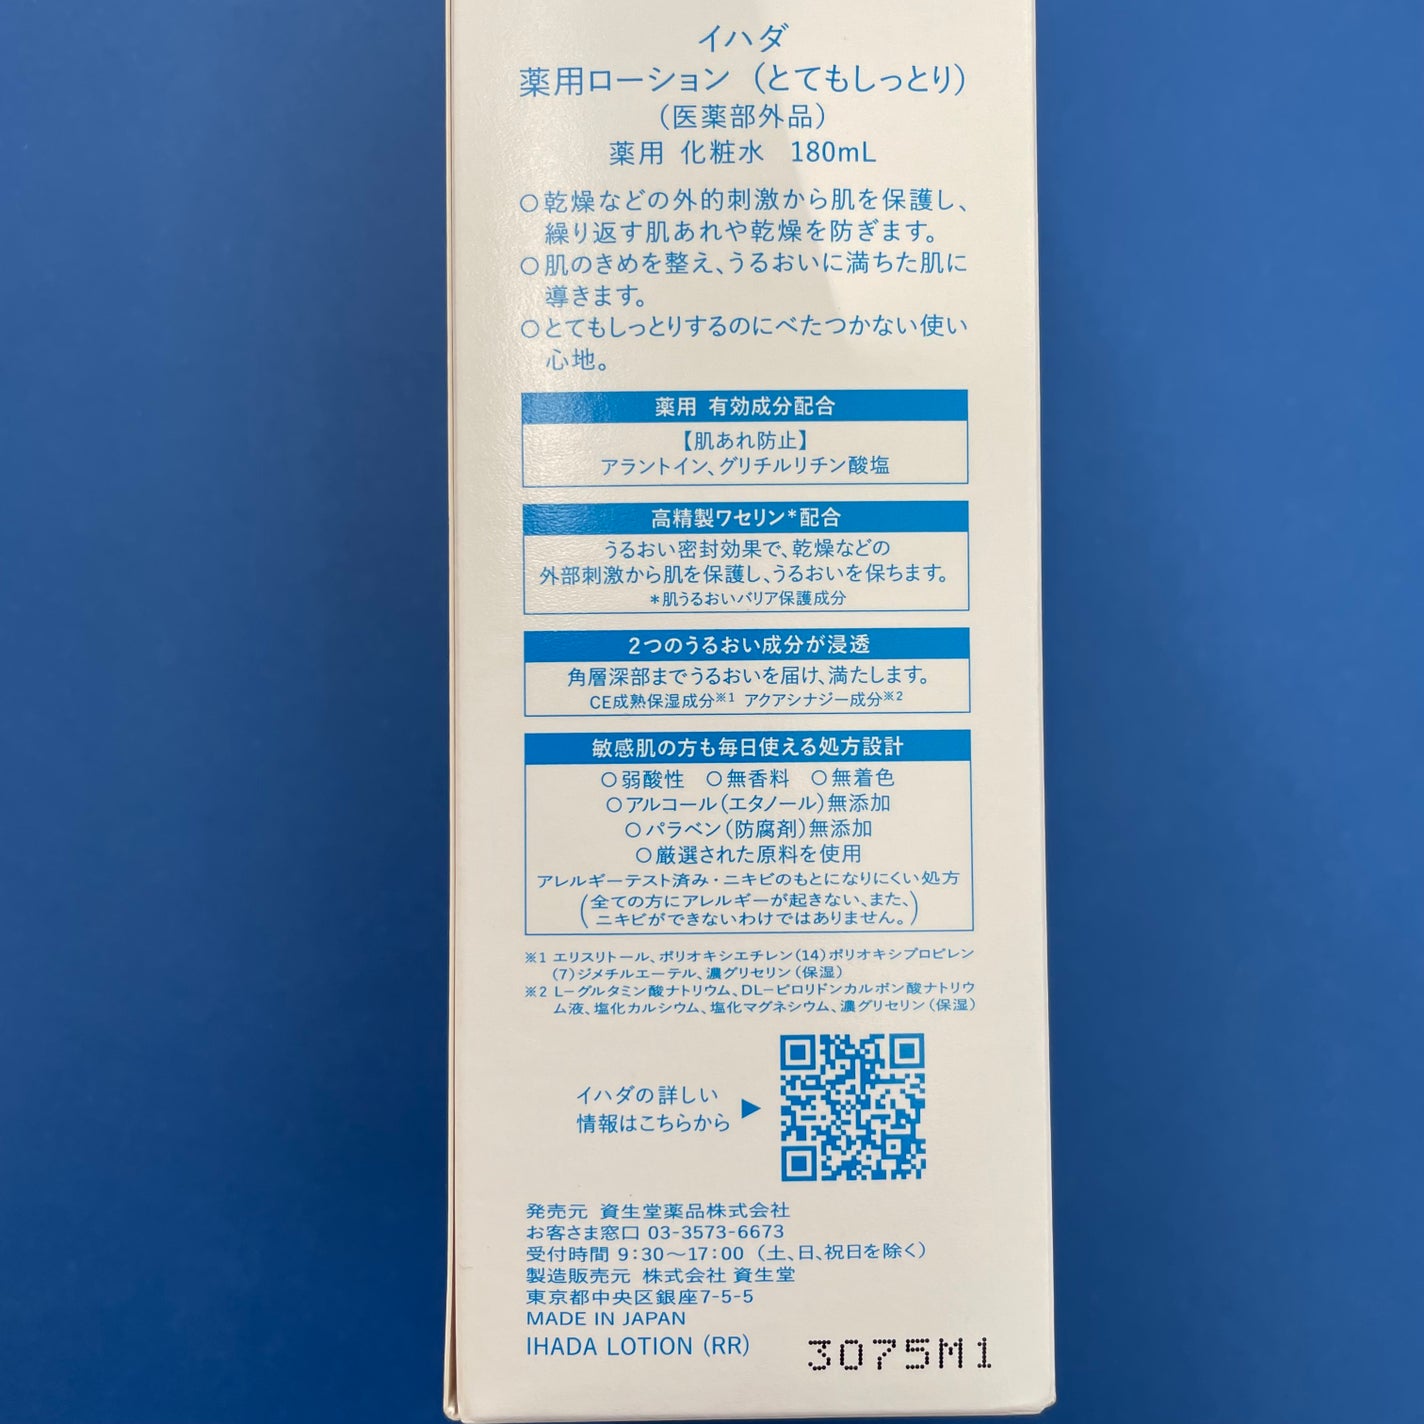 イハダ
薬用ローション（とてもしっとり）
（医薬部外品）
薬用 化粧水 180mL
○乾燥などの外的刺激から肌を保護し、
繰り返す肌あれや乾燥を防ぎます。
○肌のきめを整え、うるおいに満ちた肌に
導きます。
○とてもしっとりするのにべたつかない使い
心地。
薬用 有効成分配合
【肌あれ防止】
アラントイン、グリチルリチン酸塩
高精製ワセリン*配合
うるおい密封効果で、乾燥などの
外部刺激から肌を保護し、うるおいを保ちます。
*肌うるおいバリア保護成分
2つのうるおい成分が浸透
角層深部までうるおいを届け、満たします。
CE成熟保湿成分※1 アクアシナジー成分※2
敏感肌の方も毎日使える処方設計
○弱酸性 ○無香料 ○無着色
○アルコール（エタノール）無添加
○パラベン（防腐剤）無添加
○厳選された原料を使用
アレルギーテスト済み・ニキビのもとになりにくい処方
（全ての方にアレルギーが起きない、また、
ニキビができないわけではありません。）
※1 エリスリトール、ポリオキシエチレン（14）ポリオキシプロピレン
（7）ジメチルエーテル、濃グリセリン（保湿）
※2 L-グルタミン酸ナトリウム、DL-ピロリドンカルボン酸ナトリウ
ム液、塩化カルシウム、塩化マグネシウム、濃グリセリン（保湿）
イハダの詳しい
情報はこちらから ▶
発売元 資生堂薬品株式会社
お客さま窓口 03-3573-6673
受付時間 9:30～17:00（土、日、祝日を除く）
製造販売元 株式会社 資生堂
東京都中央区銀座7-5-5
MADE IN JAPAN
IHADA LOTION (RR)
3075M1